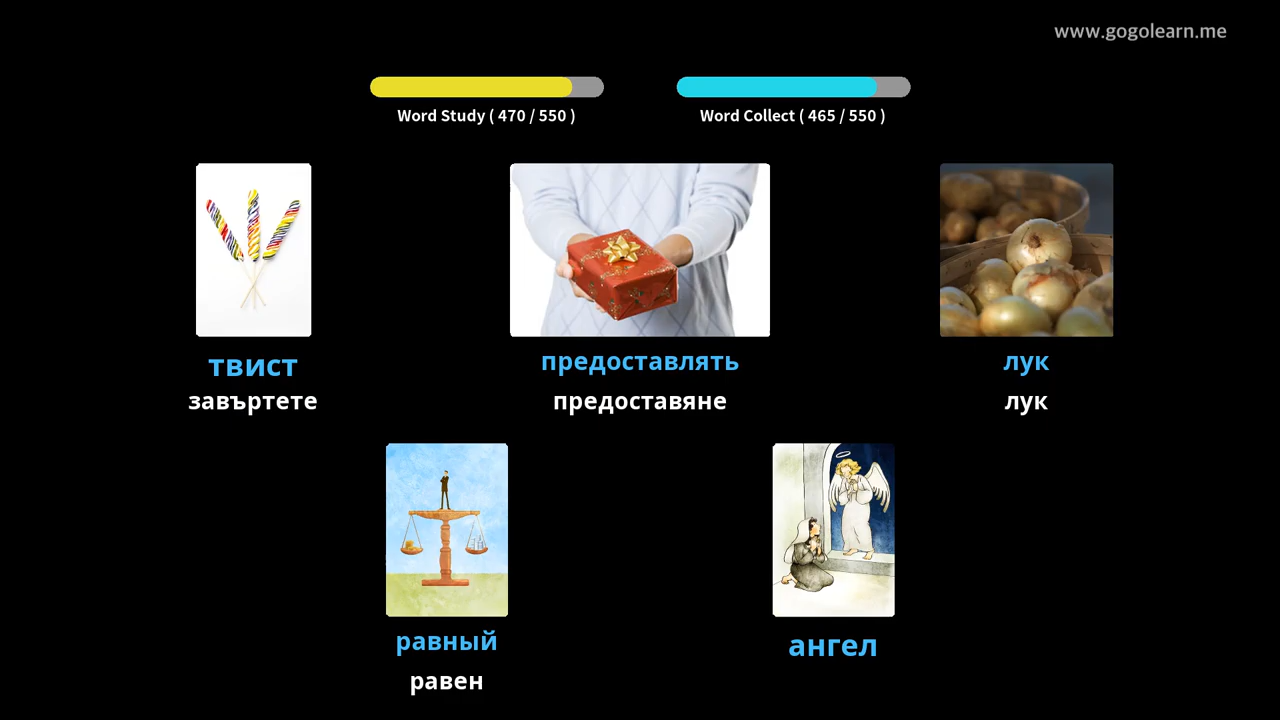 www.gogolearn.me
Word Study ( 470 / 550 )
Word Collect ( 465 / 550 )
твист
завъртете
предоставлять
предоставяне
лук
лук
равный
равен
ангел